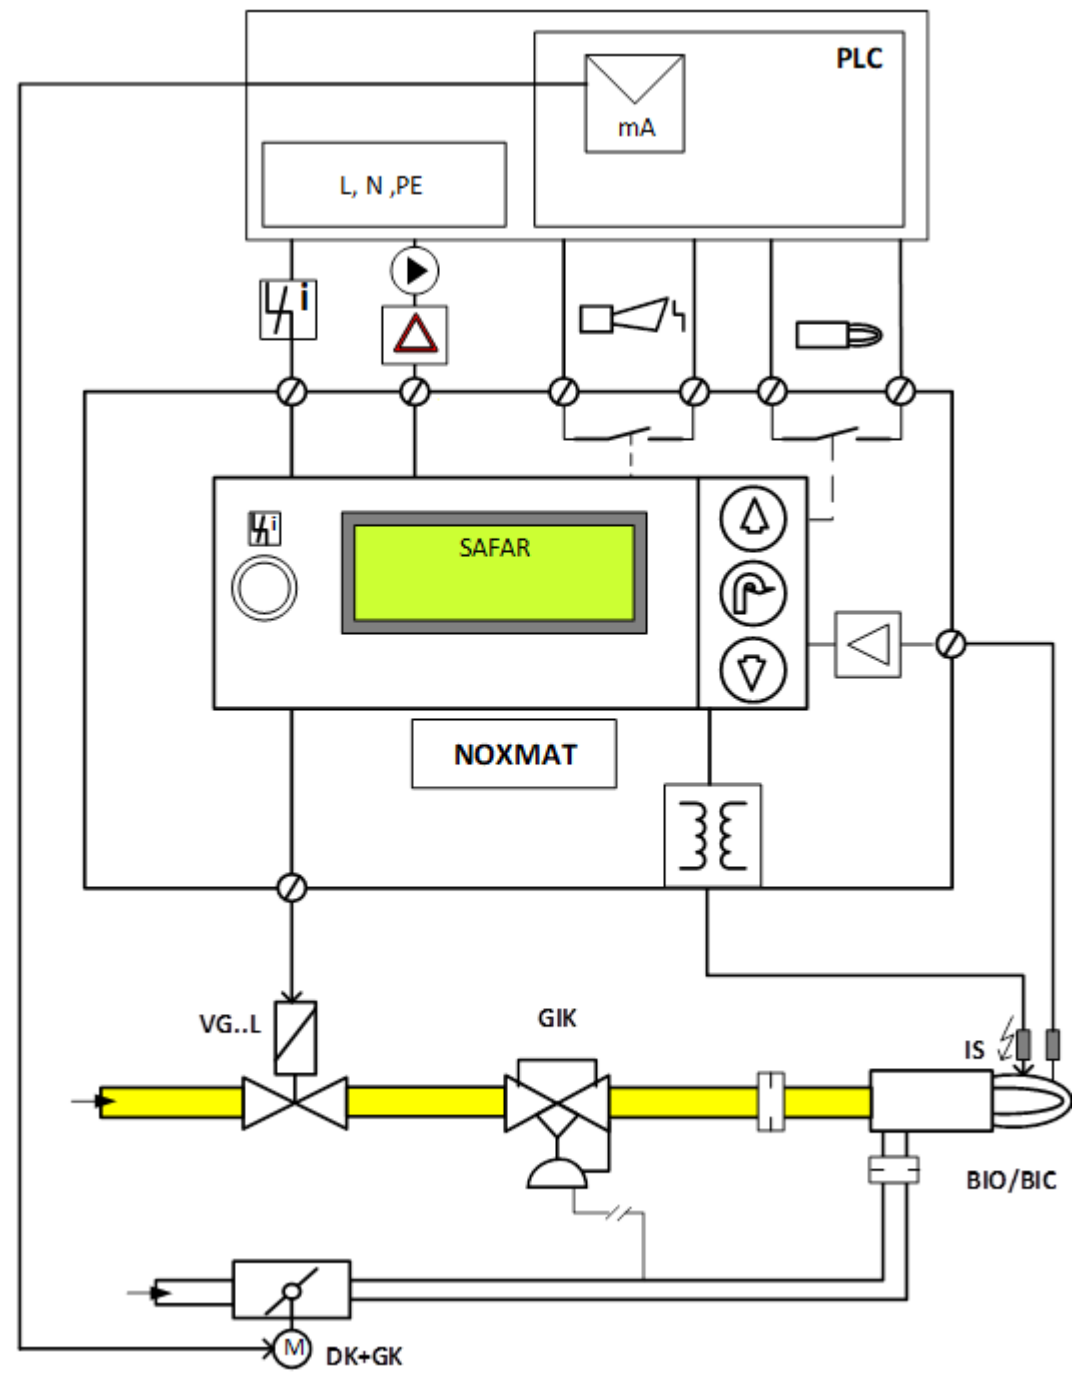 PLC
mA
L, N ,PE
i
i
SAFAR
NOXMAT
VG..L
GIK
IS
BIO/BIC
M
DK+GK